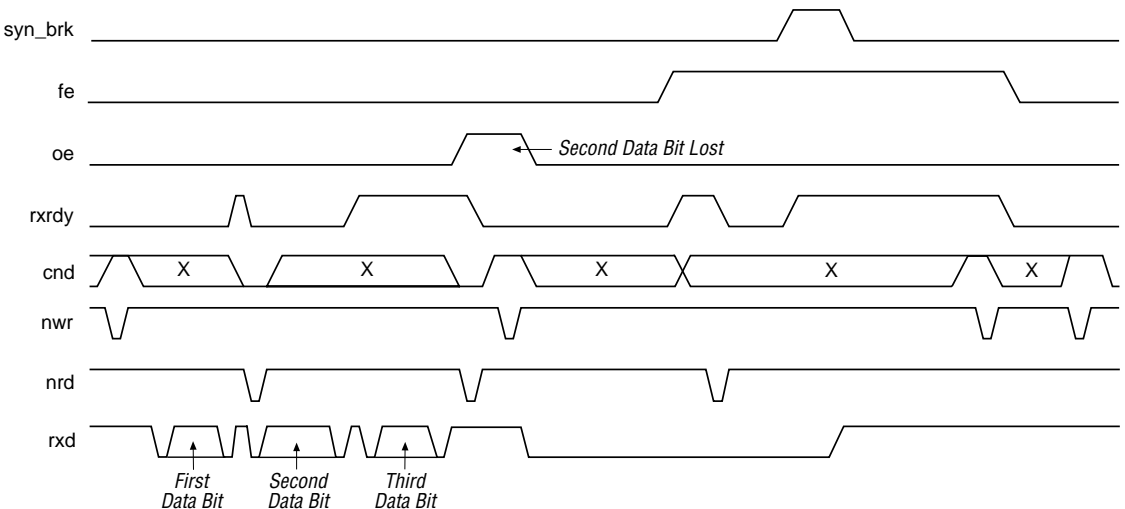 syn_brk
fe
oe
Second Data Bit Lost
rxrdy
cnd
X
X
X
X
X
nwr
nrd
rxd
First
Data Bit
Second
Data Bit
Third
Data Bit